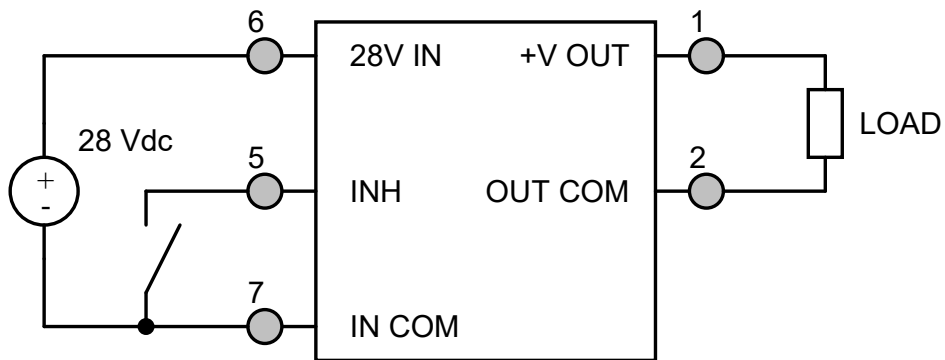 6
1
28V IN
+V OUT
28 Vdc
LOAD
5
2
+
-
INH
OUT COM
7
IN COM